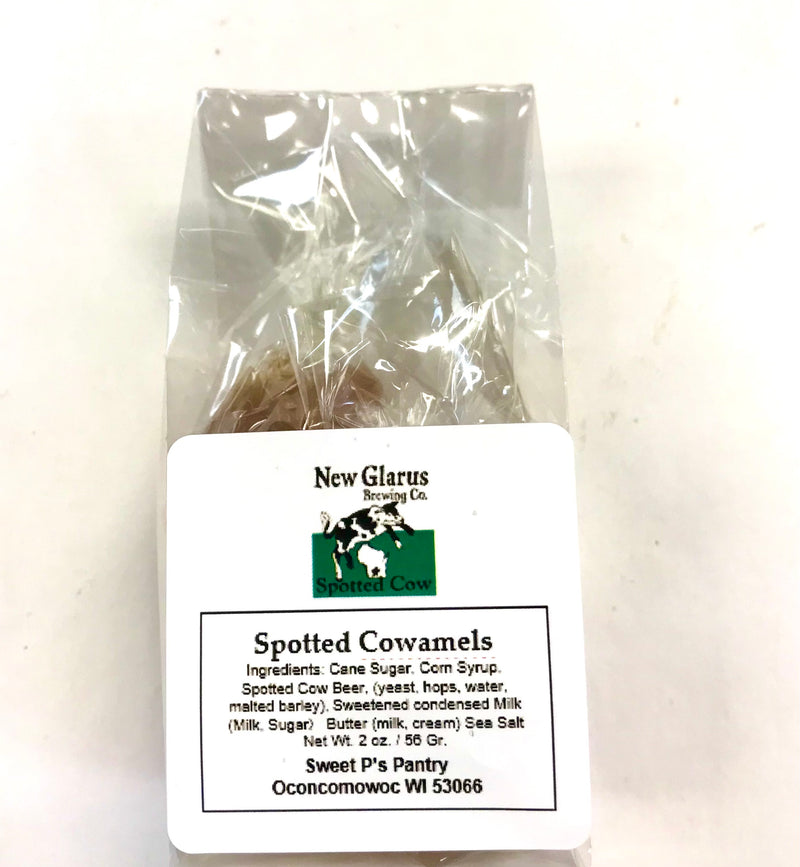 New Glarus
Brewing Co.
Spotted Cow
Spotted Cowamels
Ingredients: Cane Sugar, Corn Syrup,
Spotted Cow Beer, (yeast, hops, water,
malted barley), Sweetened condensed Milk
(Milk, Sugar) Butter (milk, cream) Sea Salt
Net Wt. 2 oz. / 56 Gr.
Sweet P's Pantry
Oconcomowoc WI 53066